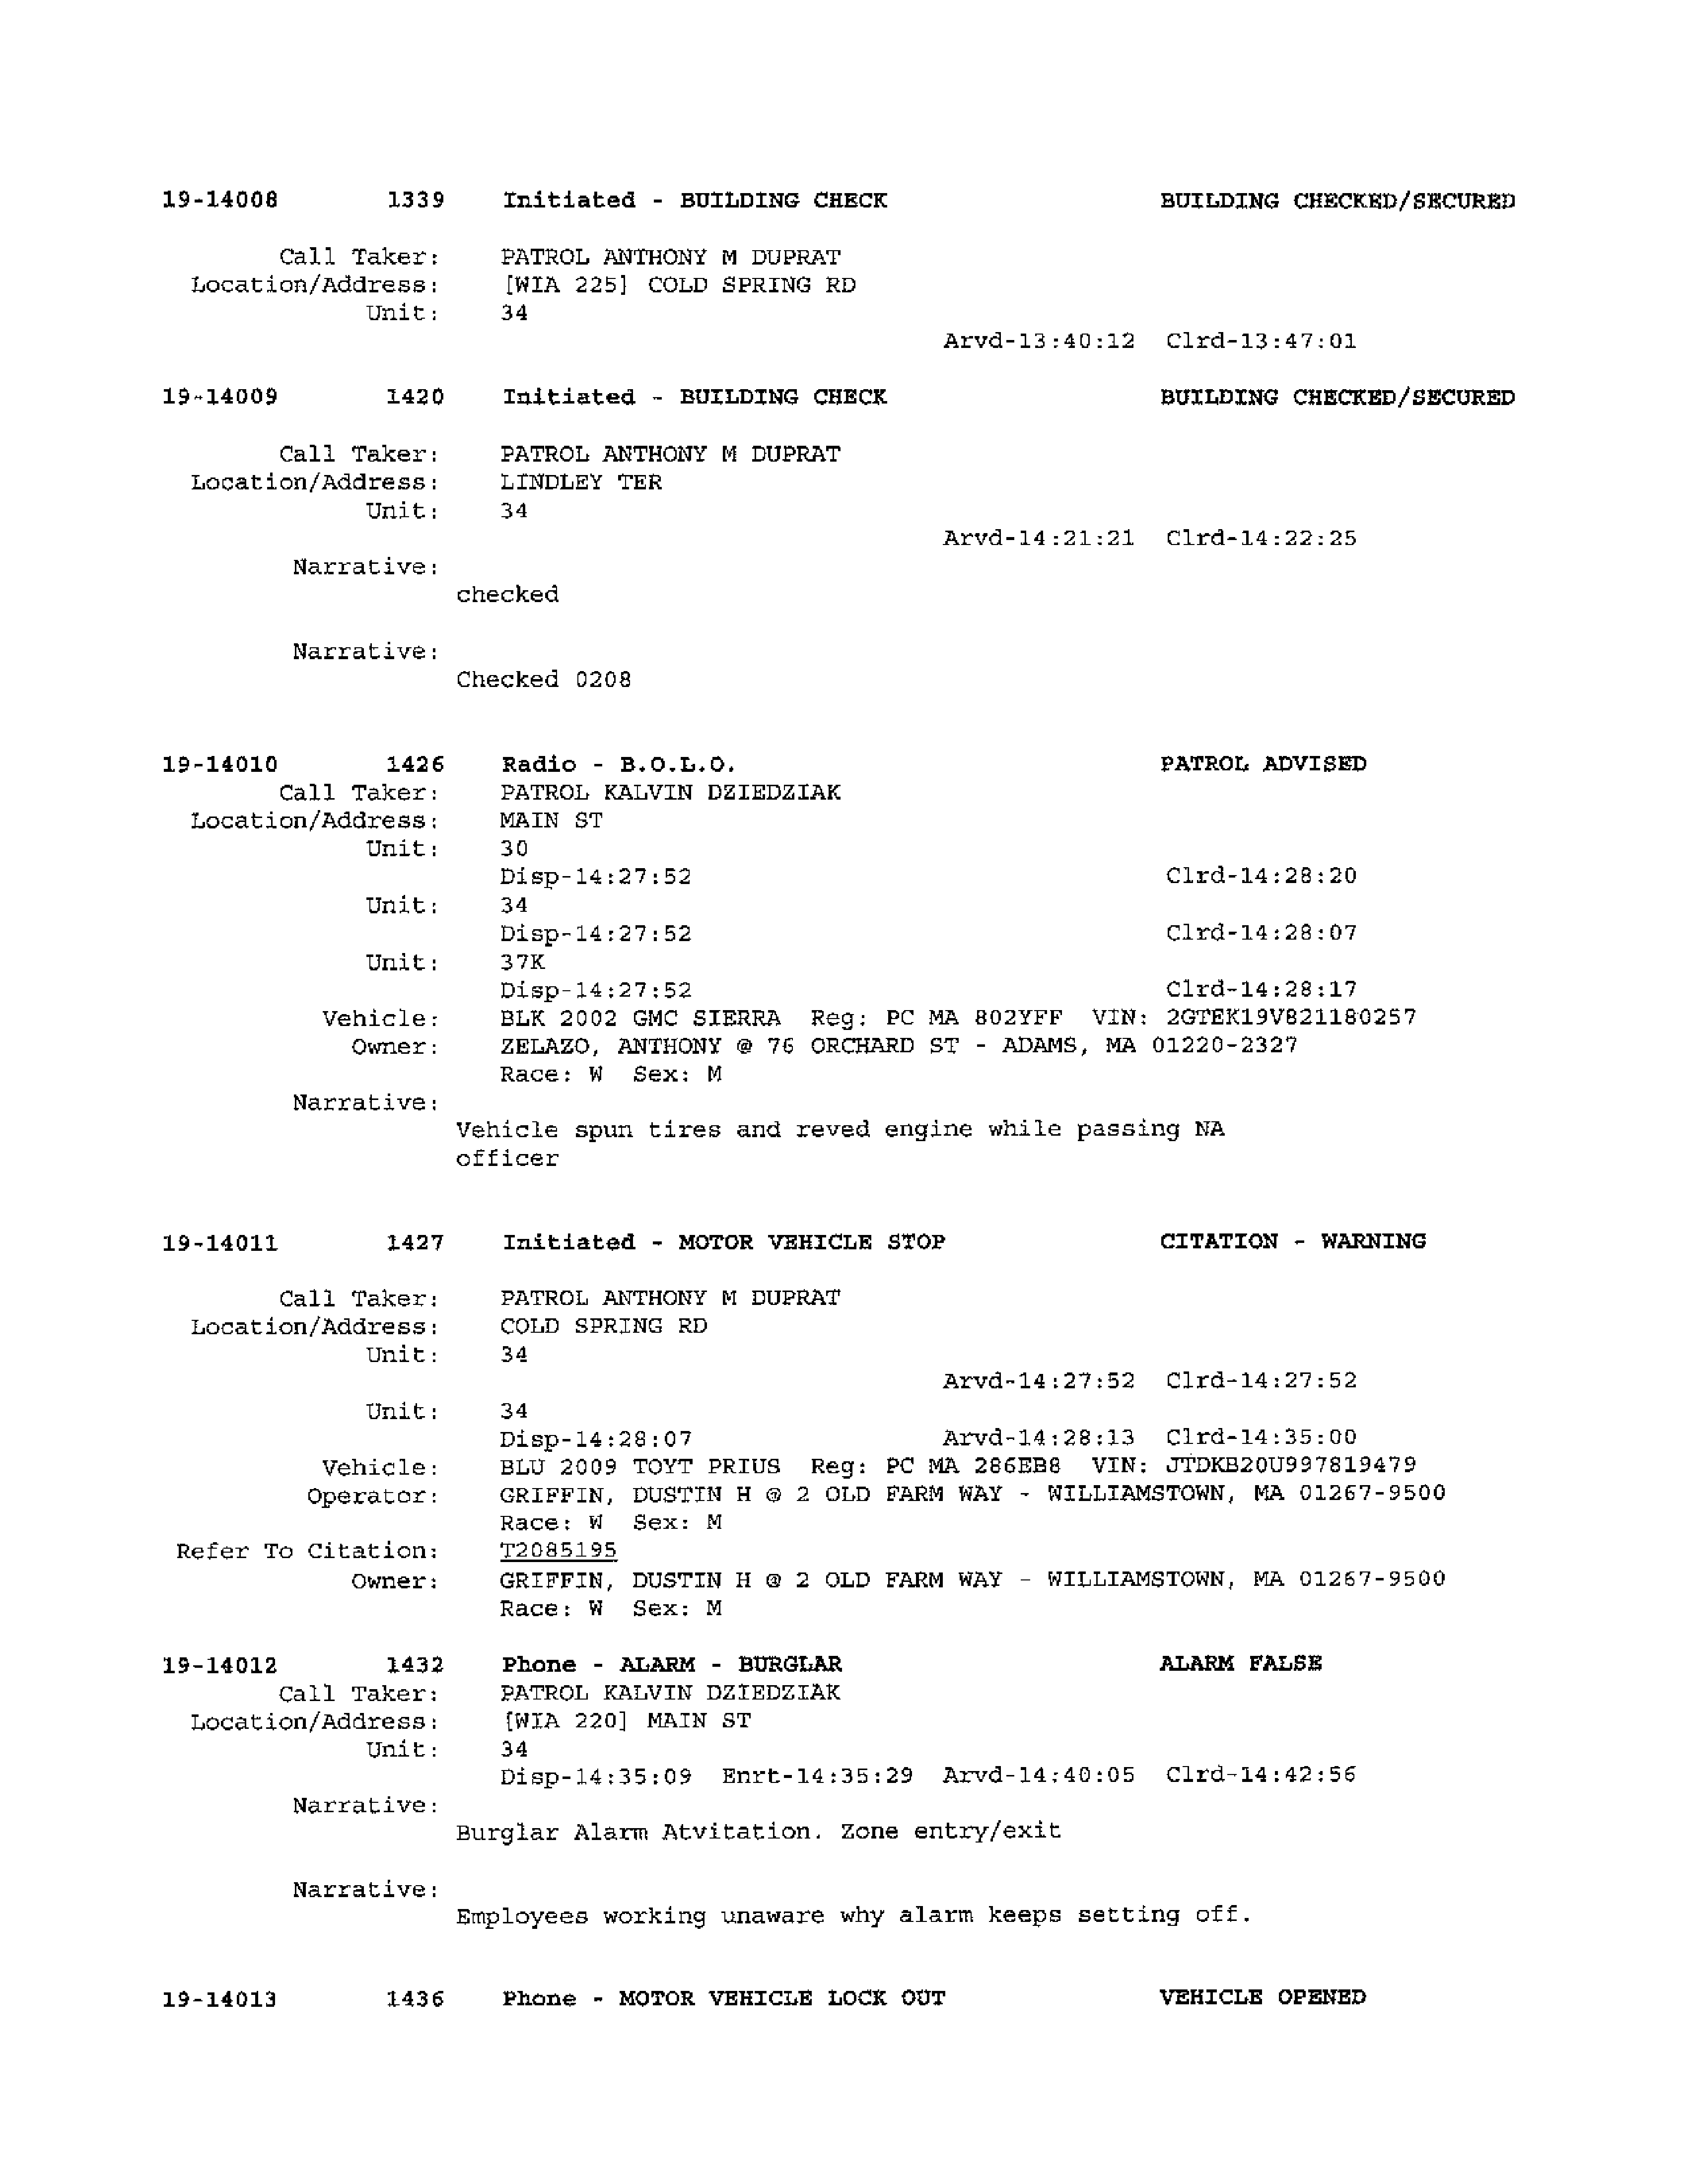 19-14008 1339 Initiated - BUILDING CHECK BUILDING CHECKED/SECURED
Call Taker: PATROL ANTHONY M DUPRAT
Location/Address: [WIA 225] COLD SPRING RD
Unit: 34
Arvd-13:40:12 Clrd-13:47:01
19-14009 1420 Initiated - BUILDING CHECK BUILDING CHECKED/SECURED
Call Taker: PATROL ANTHONY M DUPRAT
Location/Address: LINDLEY TER
Unit: 34
Arvd-14:21:21 Clrd-14:22:25
Narrative:
checked
Narrative:
Checked 0208
19-14010 1426 Radio - B.O.L.O. PATROL ADVISED
Call Taker: PATROL KALVIN DZIEDZIAK
Location/Address: MAIN ST
Unit: 30
Disp-14:27:52 Clrd-14:28:20
Unit: 34
Disp-14:27:52 Clrd-14:28:07
Unit: 37K
Disp-14:27:52 Clrd-14:28:17
Vehicle: BLK 2002 GMC SIERRA Reg: PC MA 802YFF VIN: 2GTEK19V821180257
Owner: ZELAZO, ANTHONY @ 76 ORCHARD ST - ADAMS, MA 01220-2327
Race: W Sex: M
Narrative:
Vehicle spun tires and reved engine while passing NA
officer
19-14011 1427 Initiated - MOTOR VEHICLE STOP CITATION - WARNING
Call Taker: PATROL ANTHONY M DUPRAT
Location/Address: COLD SPRING RD
Unit: 34
Arvd-14:27:52 Clrd-14:27:52
Unit: 34
Disp-14:28:07 Arvd-14:28:13 Clrd-14:35:00
Vehicle: BLU 2009 TOYT PRIUS Reg: PC MA 286EB8 VIN: JTDKB20U997819479
Operator: GRIFFIN, DUSTIN H @ 2 OLD FARM WAY - WILLIAMSTOWN, MA 01267-9500
Race: W Sex: M
Refer To Citation: T2085195
Owner: GRIFFIN, DUSTIN H @ 2 OLD FARM WAY - WILLIAMSTOWN, MA 01267-9500
Race: W Sex: M
19-14012 1432 Phone - ALARM - BURGLAR ALARM FALSE
Call Taker: PATROL KALVIN DZIEDZIAK
Location/Address: [WIA 220] MAIN ST
Unit: 34
Disp-14:35:09 Enrt-14:35:29 Arvd-14:40:05 Clrd-14:42:56
Narrative:
Burglar Alarm Atvitation. Zone entry/exit
Narrative:
Employees working unaware why alarm keeps setting off.
19-14013 1436 Phone - MOTOR VEHICLE LOCK OUT VEHICLE OPENED